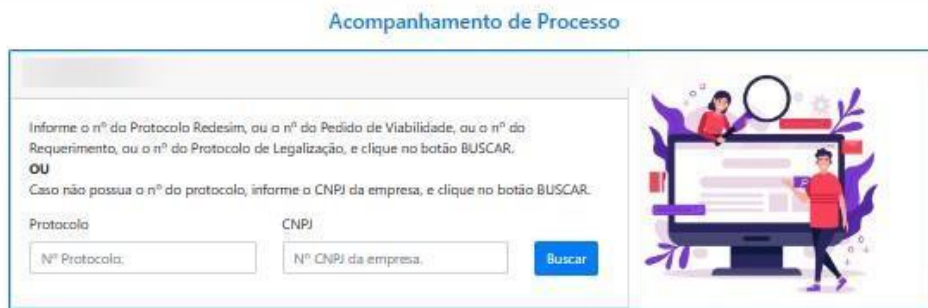 Acompanhamento de Processo
Informe o nº do Protocolo Redesim, ou o nº do Pedido de Viabilidade, ou o nº do
Requerimento, ou o nº do Protocolo de Legalização, e clique no botão BUSCAR.
OU
Caso não possua o nº do protocolo, informe o CNPJ da empresa, e clique no botão BUSCAR.
Protocolo CNPJ
Nº Protocolo. Nº CNPJ da empresa. Buscar